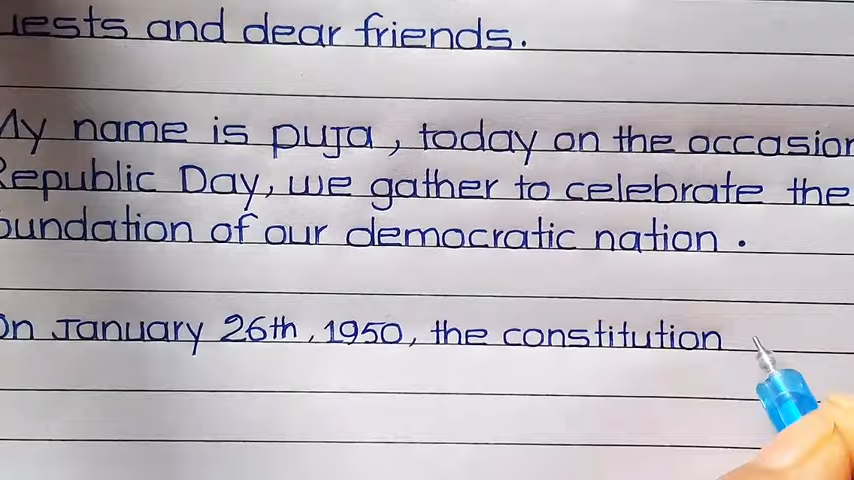 uests and dear friends.
My name is puja, today on the occasion
Republic Day, we gather to celebrate the
oundation of our democratic nation.
On January 26th, 1950, the constitution